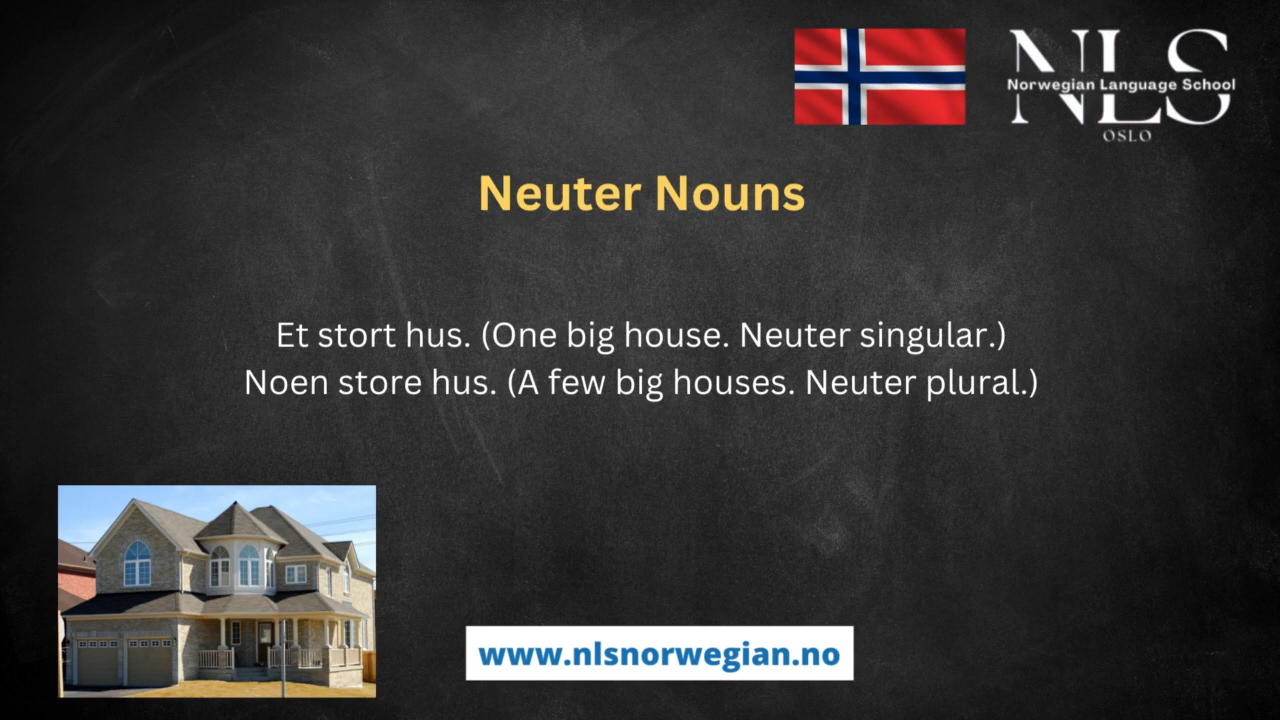 NLS
Norwegian Language School
OSLO
Neuter Nouns
Et stort hus. (One big house. Neuter singular.)
Noen store hus. (A few big houses. Neuter plural.)
www.nlsnorwegian.no